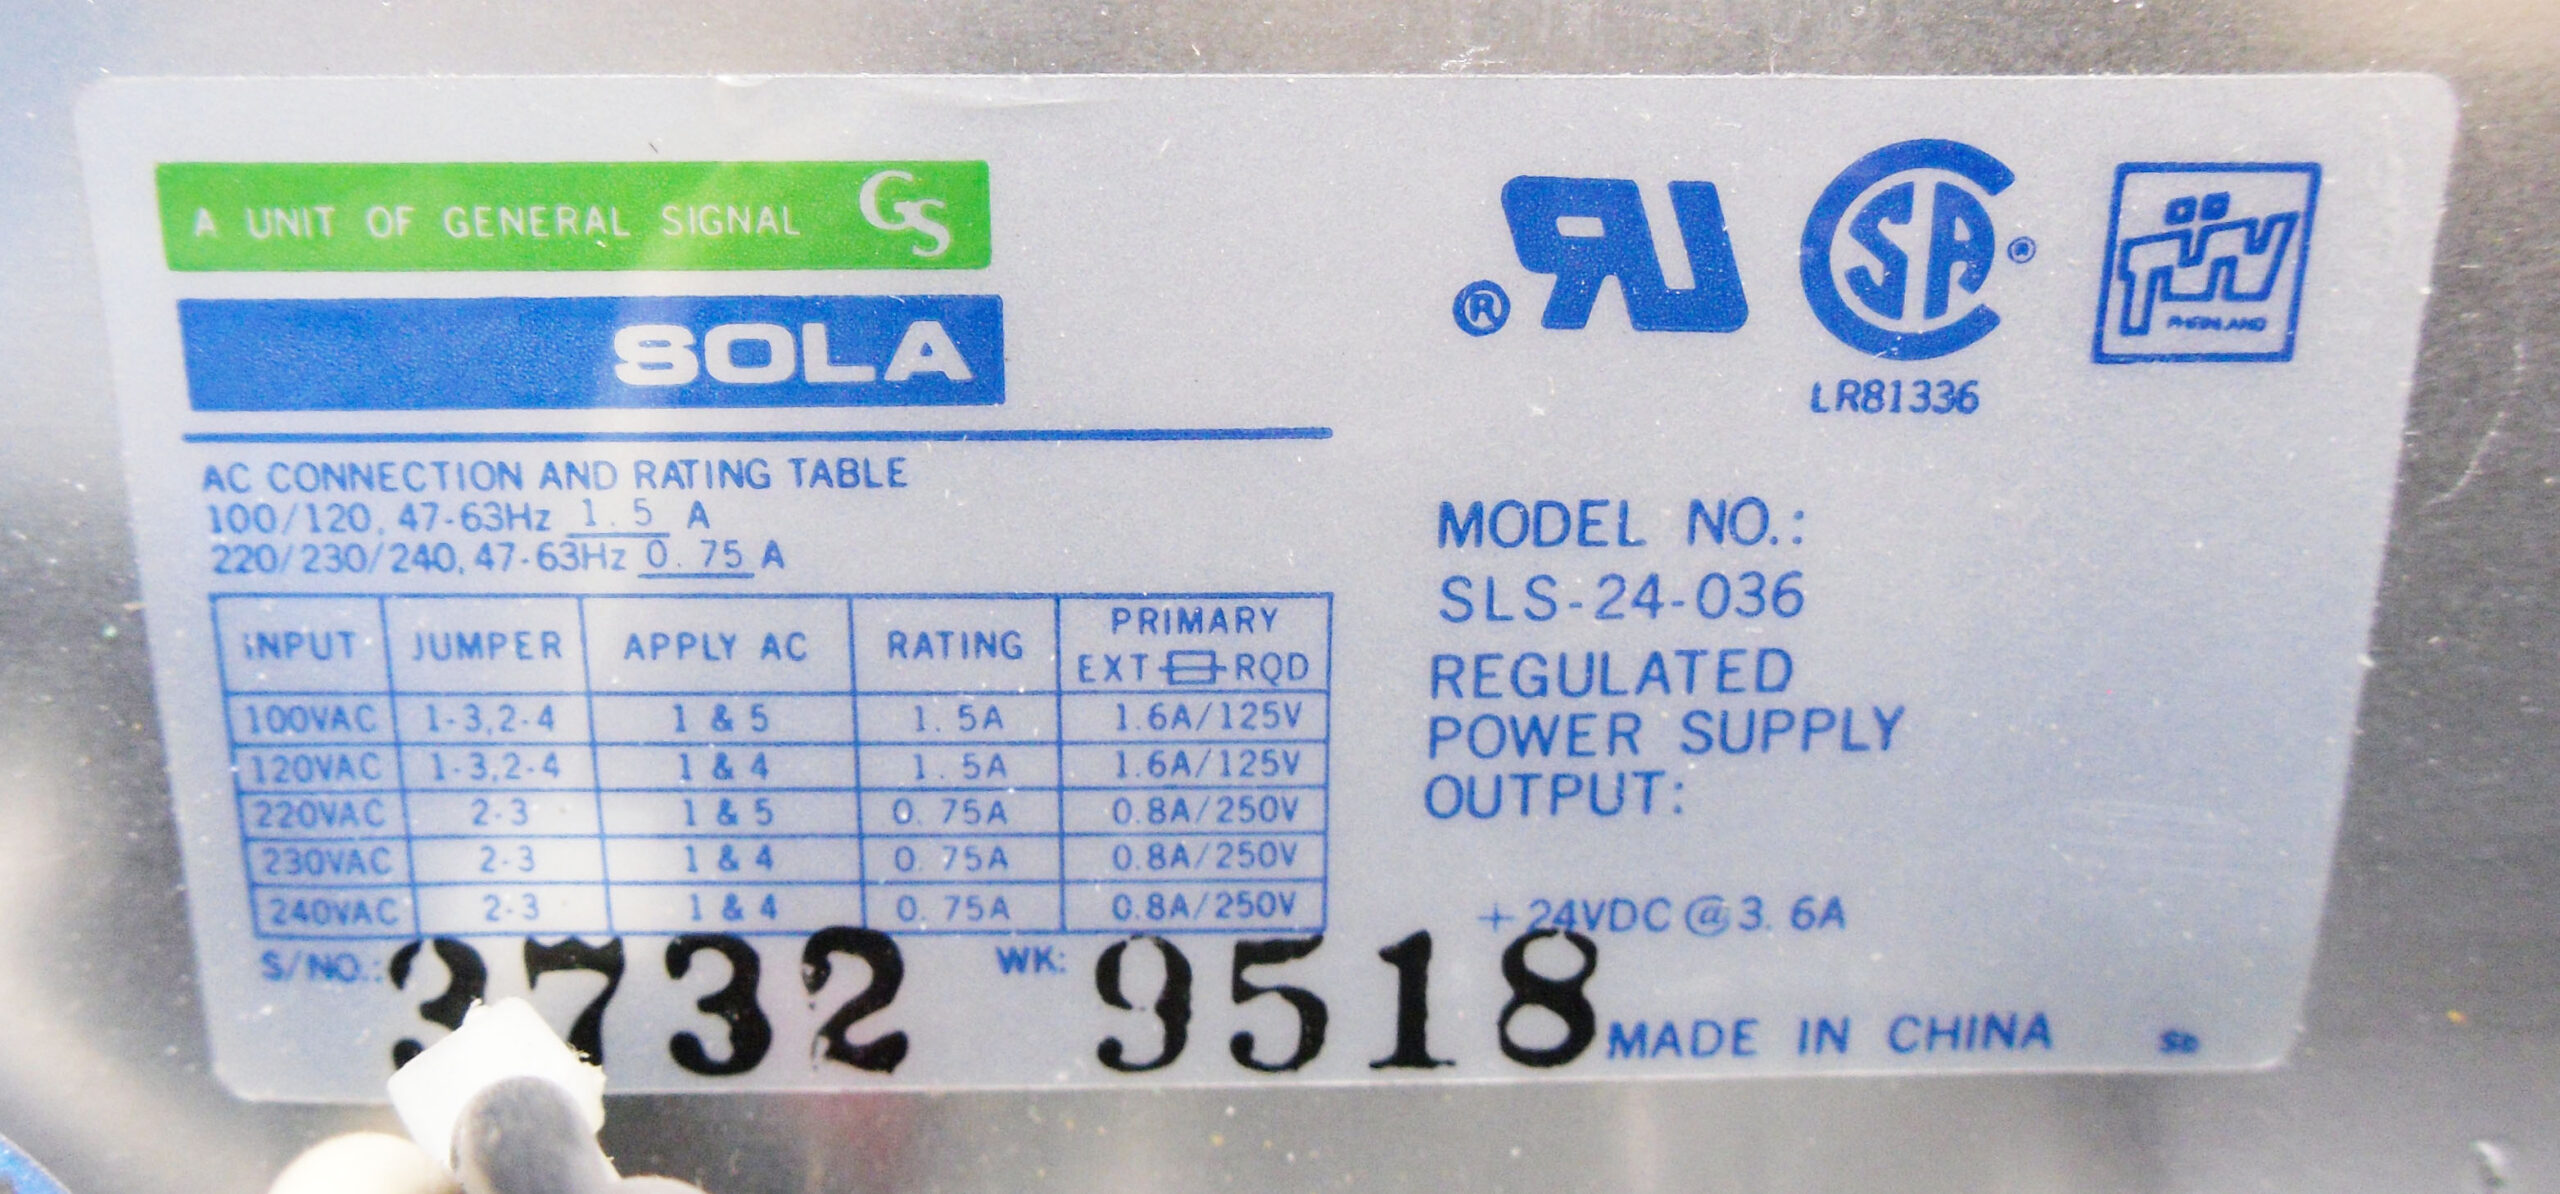 A UNIT OF GENERAL SIGNAL GS
SOLA
AC CONNECTION AND RATING TABLE
100/120, 47-63Hz 1.5 A
220/230/240, 47-63Hz 0.75 A
INPUT JUMPER APPLY AC RATING PRIMARY EXT RQD
100VAC 1-3,2-4 1 & 5 1.5A 1.6A/125V
120VAC 1-3,2-4 1 & 4 1.5A 1.6A/125V
220VAC 2-3 1 & 5 0.75A 0.8A/250V
230VAC 2-3 1 & 4 0.75A 0.8A/250V
240VAC 2-3 1 & 4 0.75A 0.8A/250V
S/NO.: 3732 WK: 9518
® RU
CSA ®
LR81336
TÜV
RHEINLAND
MODEL NO.:
SLS-24-036
REGULATED
POWER SUPPLY
OUTPUT:
+24VDC @ 3.6A
MADE IN CHINA